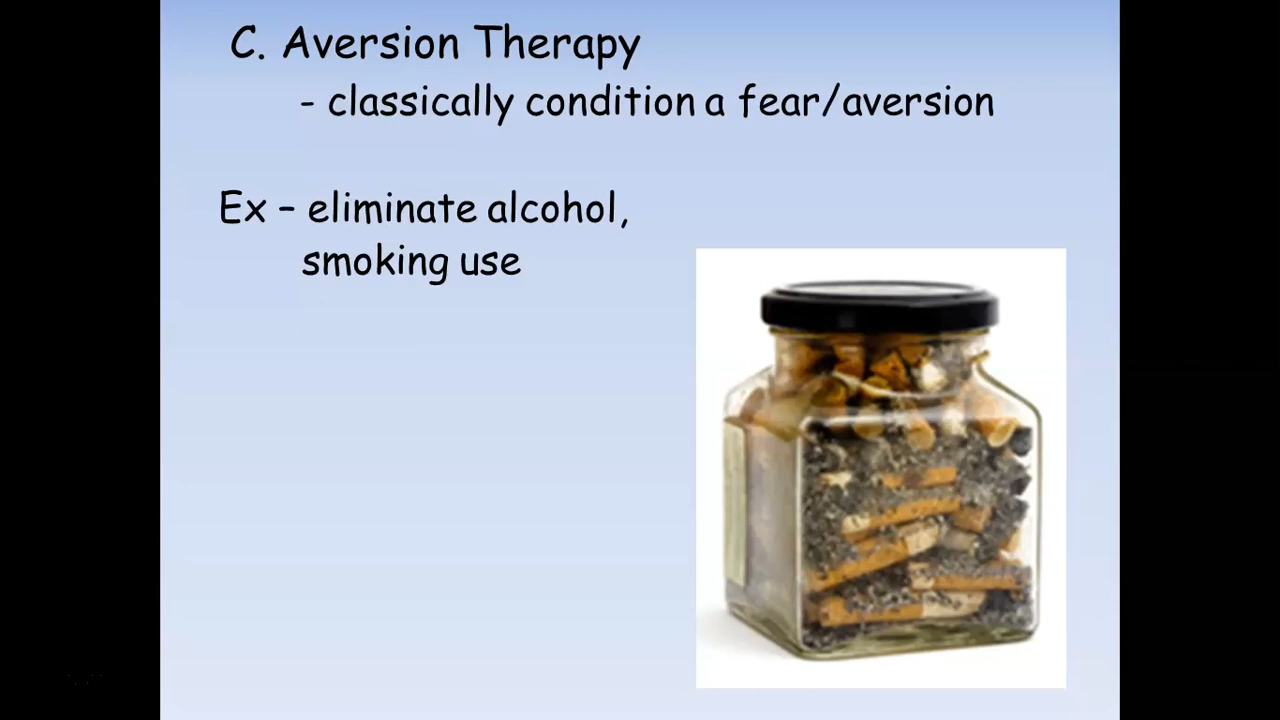 C. Aversion Therapy
- classically condition a fear/aversion
Ex – eliminate alcohol,
smoking use